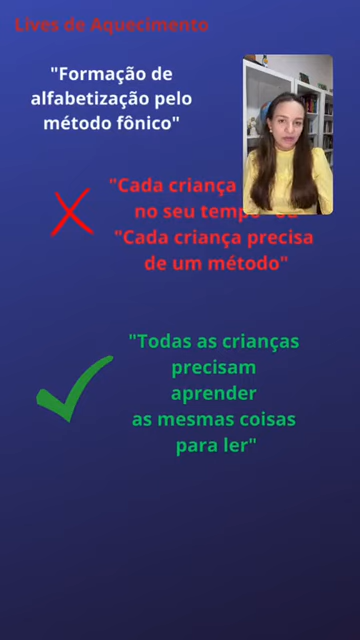 Lives de Aquecimento
"Formação de
alfabetização pelo
método fônico"
"Cada criança
no seu tempo" ou
"Cada criança precisa
de um método"
"Todas as crianças
precisam
aprender
as mesmas coisas
para ler"